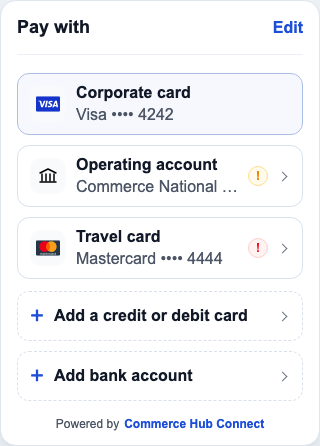 Pay with
Edit
VISA
Corporate card
Visa •••• 4242
Operating account
Commerce National …
!
Travel card
Mastercard •••• 4444
!
+ Add a credit or debit card
+ Add bank account
Powered by Commerce Hub Connect